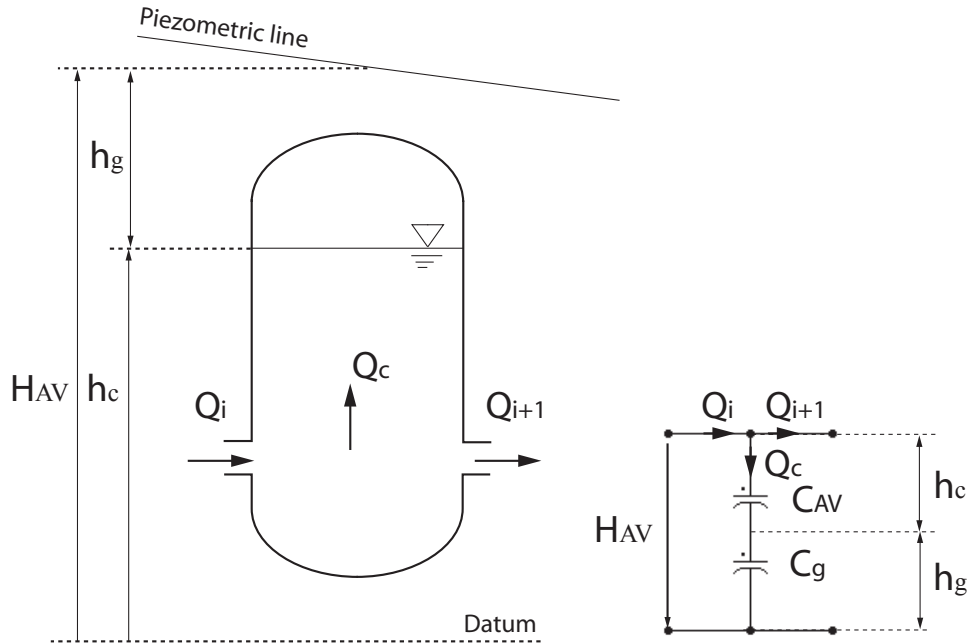 Piezometric line
hg
HAV
hc
Qc
Qi
Qi+1
Datum
Qi
Qi+1
Qc
CAV
hc
HAV
Cg
hg